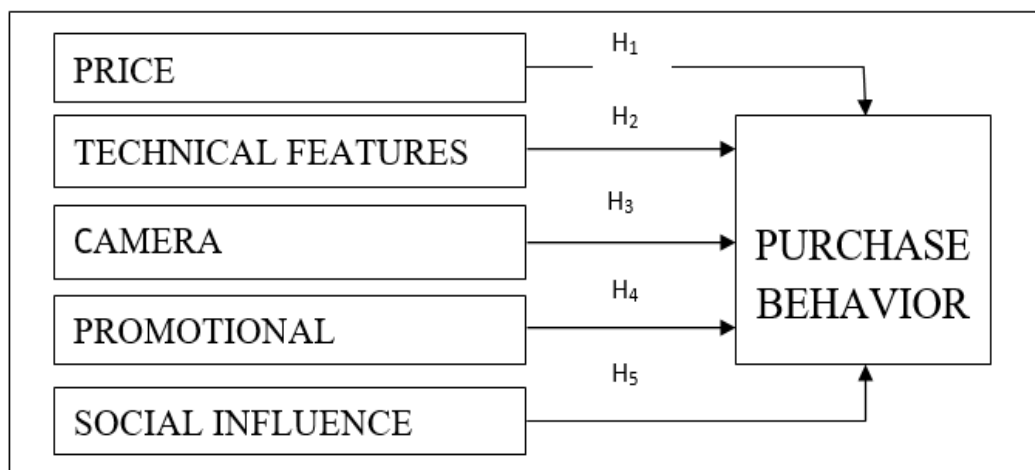 PRICE
H₁
TECHNICAL FEATURES
H₂
CAMERA
H₃
PROMOTIONAL
H₄
SOCIAL INFLUENCE
H₅
PURCHASE
BEHAVIOR